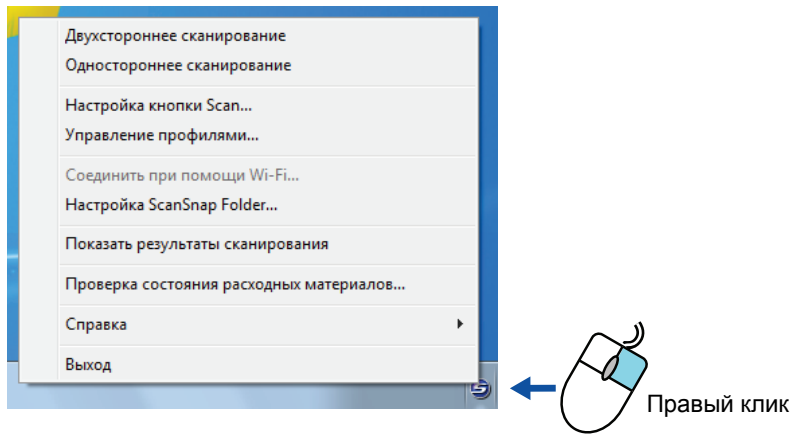 Двухстороннее сканирование
Одностороннее сканирование
Настройка кнопки Scan...
Управление профилями...
Соединить при помощи Wi-Fi...
Настройка ScanSnap Folder...
Показать результаты сканирования
Проверка состояния расходных материалов...
Справка
Выход
Правый клик